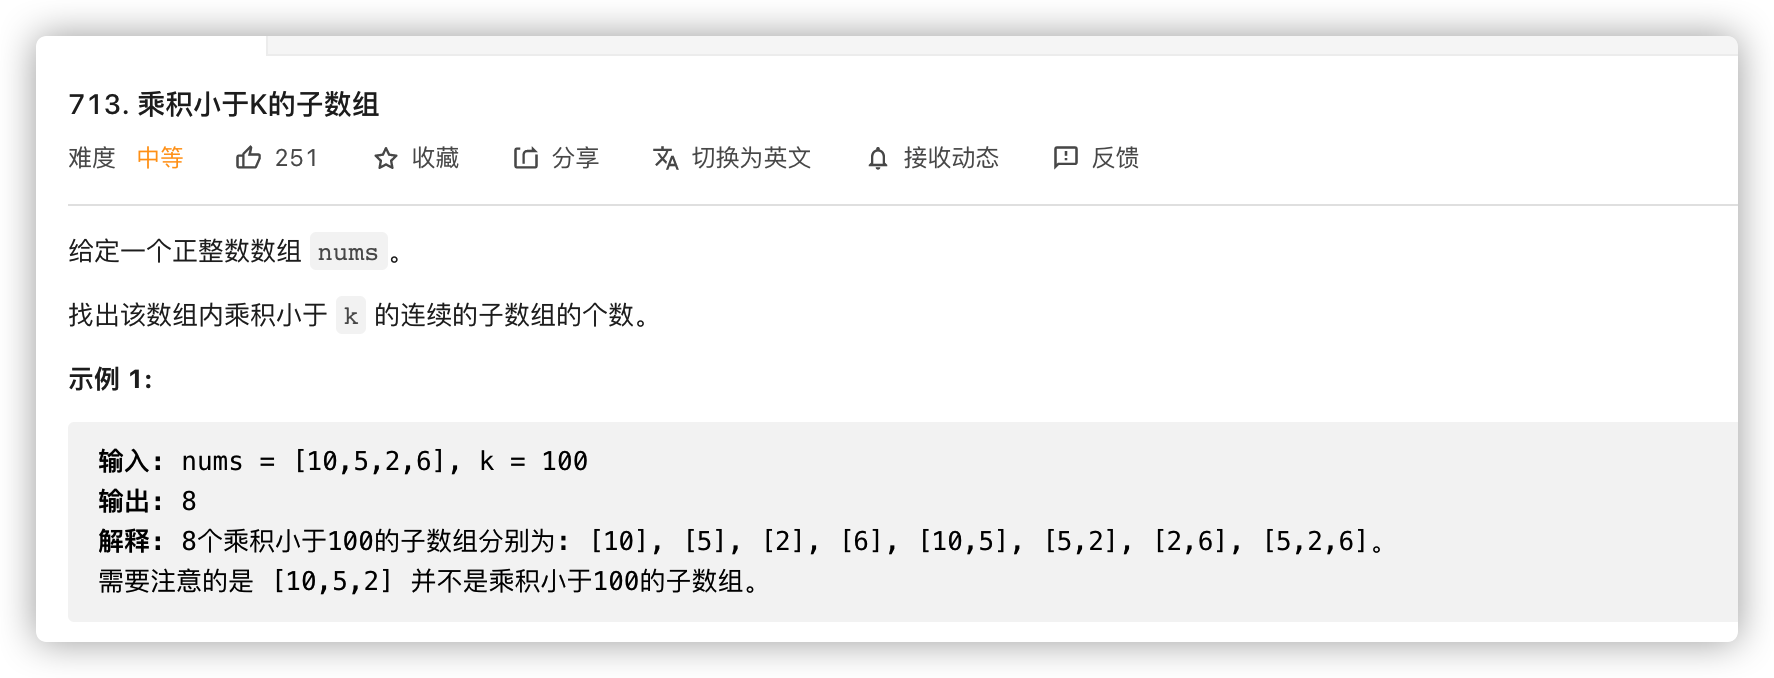 713. 乘积小于K的子数组
难度 中等 251 收藏 分享 切换为英文 接收动态 反馈
给定一个正整数数组 nums。
找出该数组内乘积小于 k 的连续的子数组的个数。
示例 1:
输入: nums = [10,5,2,6], k = 100
输出: 8
解释: 8个乘积小于100的子数组分别为: [10], [5], [2], [6], [10,5], [5,2], [2,6], [5,2,6]。
需要注意的是 [10,5,2] 并不是乘积小于100的子数组。